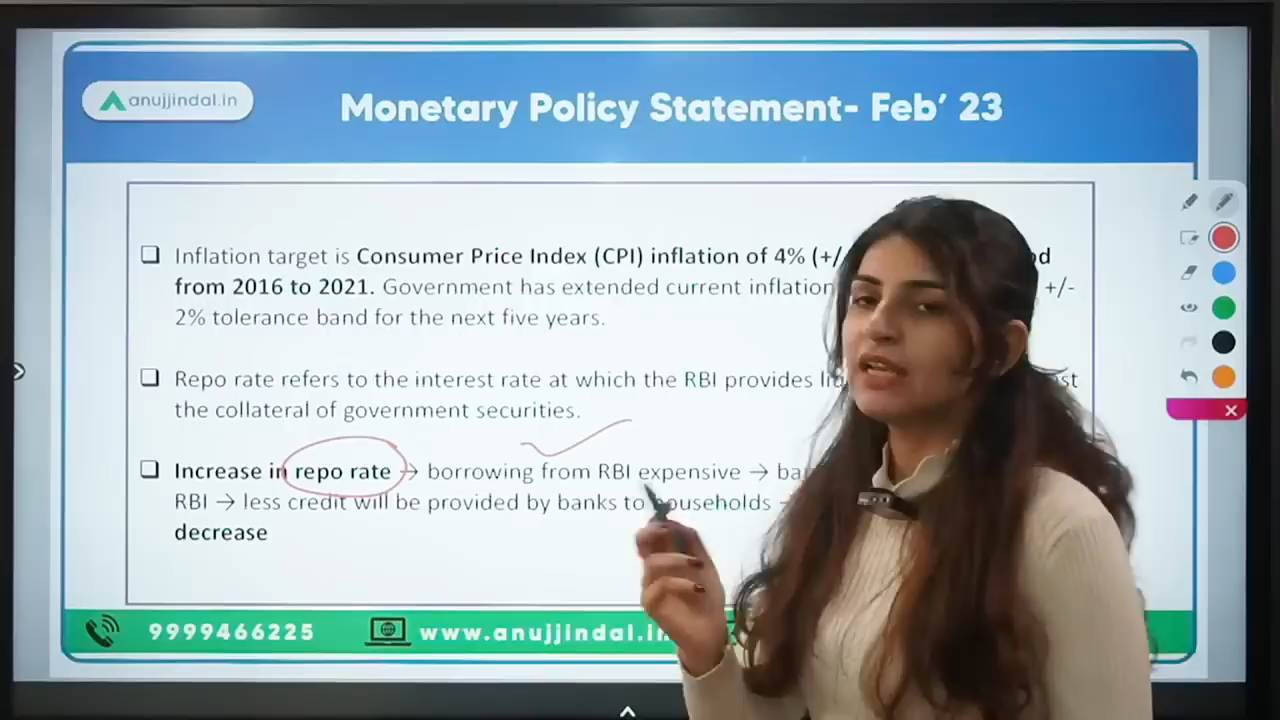 anujjindal.in
Monetary Policy Statement- Feb’ 23
❑ Inflation target is Consumer Price Index (CPI) inflation of 4% (+/
from 2016 to 2021. Government has extended current inflation +/-
2% tolerance band for the next five years.
❑ Repo rate refers to the interest rate at which the RBI provides
the collateral of government securities.
❑ Increase in repo rate → borrowing from RBI expensive →
RBI → less credit will be provided by banks to households
decrease
9999466225 www.anujjindal.in